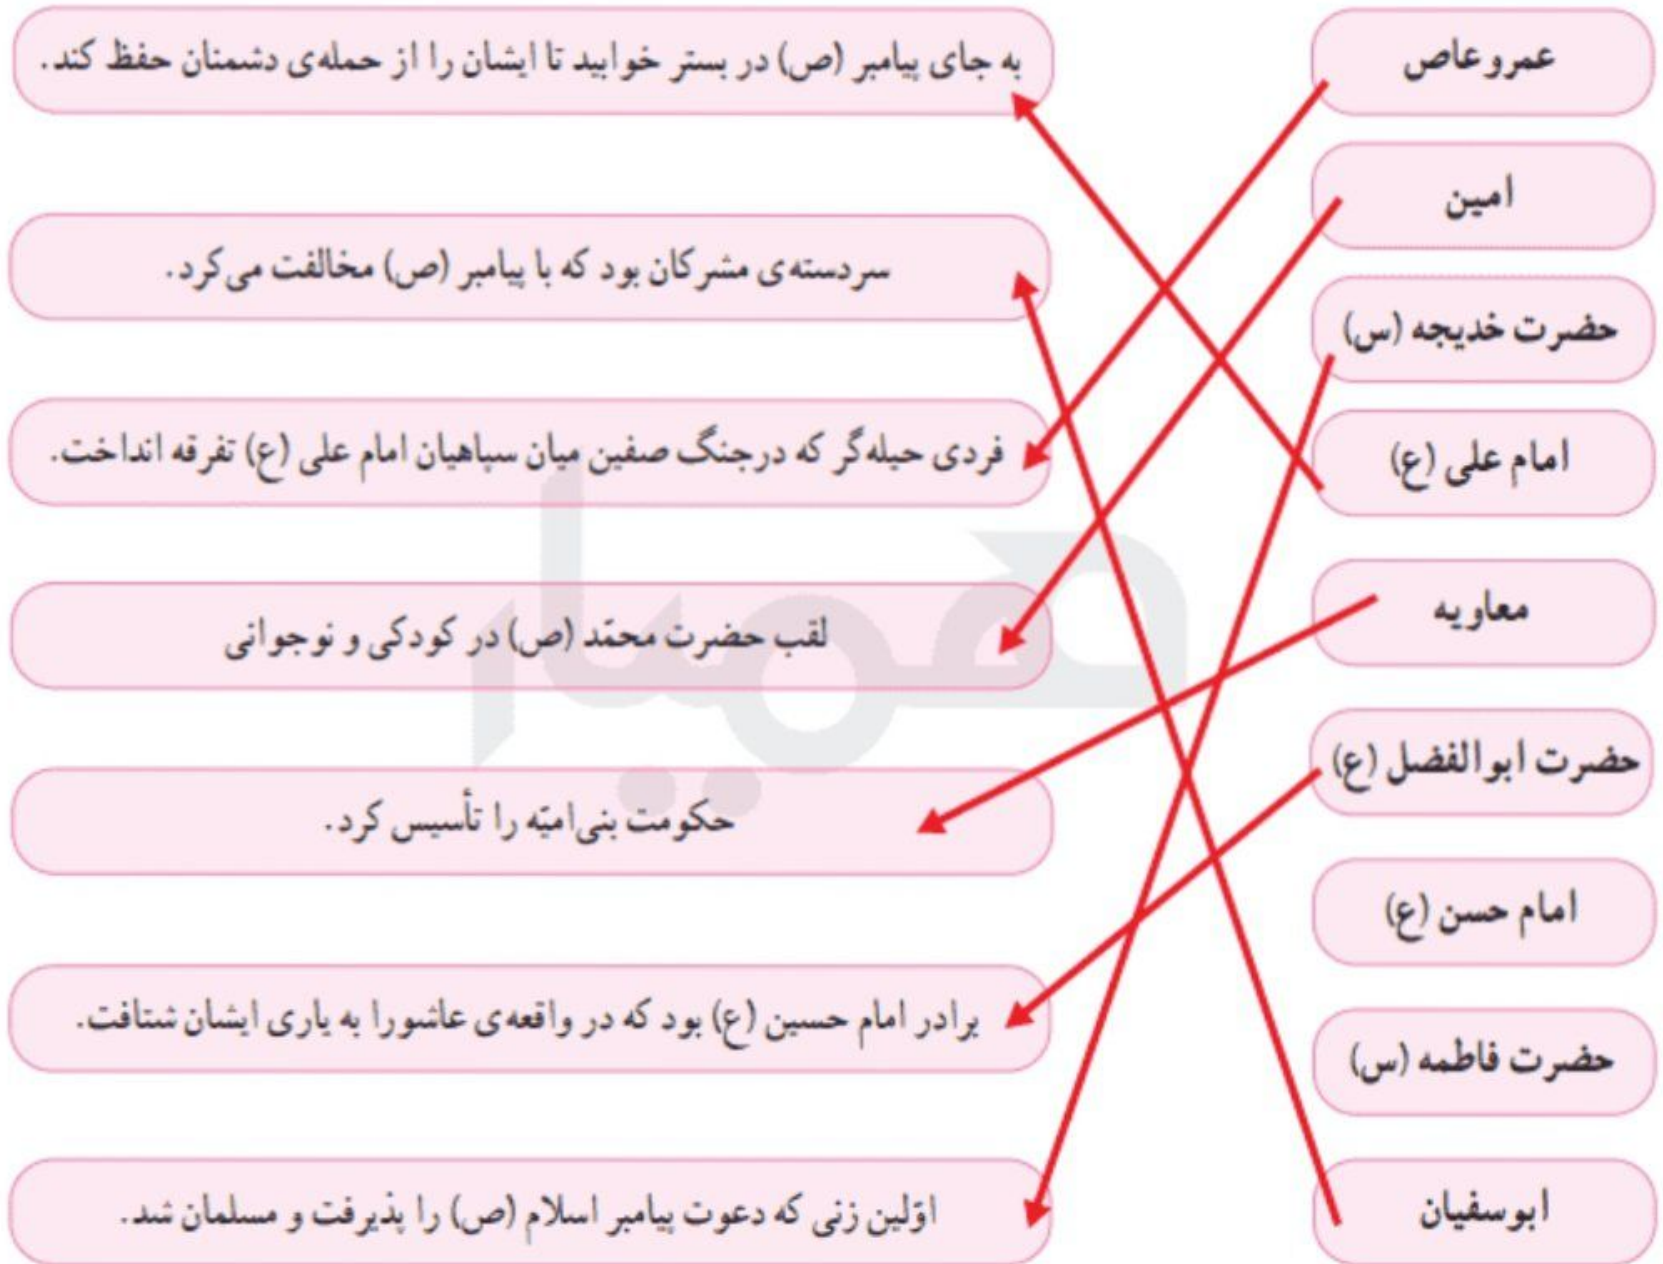 عمروعاص
امین
حضرت خدیجه (س)
امام علی (ع)
معاویه
حضرت ابوالفضل (ع)
امام حسن (ع)
حضرت فاطمه (س)
ابوسفیان
به جای پیامبر (ص) در بستر خوابید تا ایشان را از حمله‌ی دشمنان حفظ کند.
سردسته‌ی مشرکان بود که با پیامبر (ص) مخالفت می‌کرد.
فردی حیله‌گر که درجنگ صفین میان سپاهیان امام علی (ع) تفرقه انداخت.
لقب حضرت محمّد (ص) در کودکی و نوجوانی
حکومت بنی‌امیّه را تأسیس کرد.
برادر امام حسین (ع) بود که در واقعه‌ی عاشورا به یاری ایشان شتافت.
اوّلین زنی که دعوت پیامبر اسلام (ص) را پذیرفت و مسلمان شد.
همیار